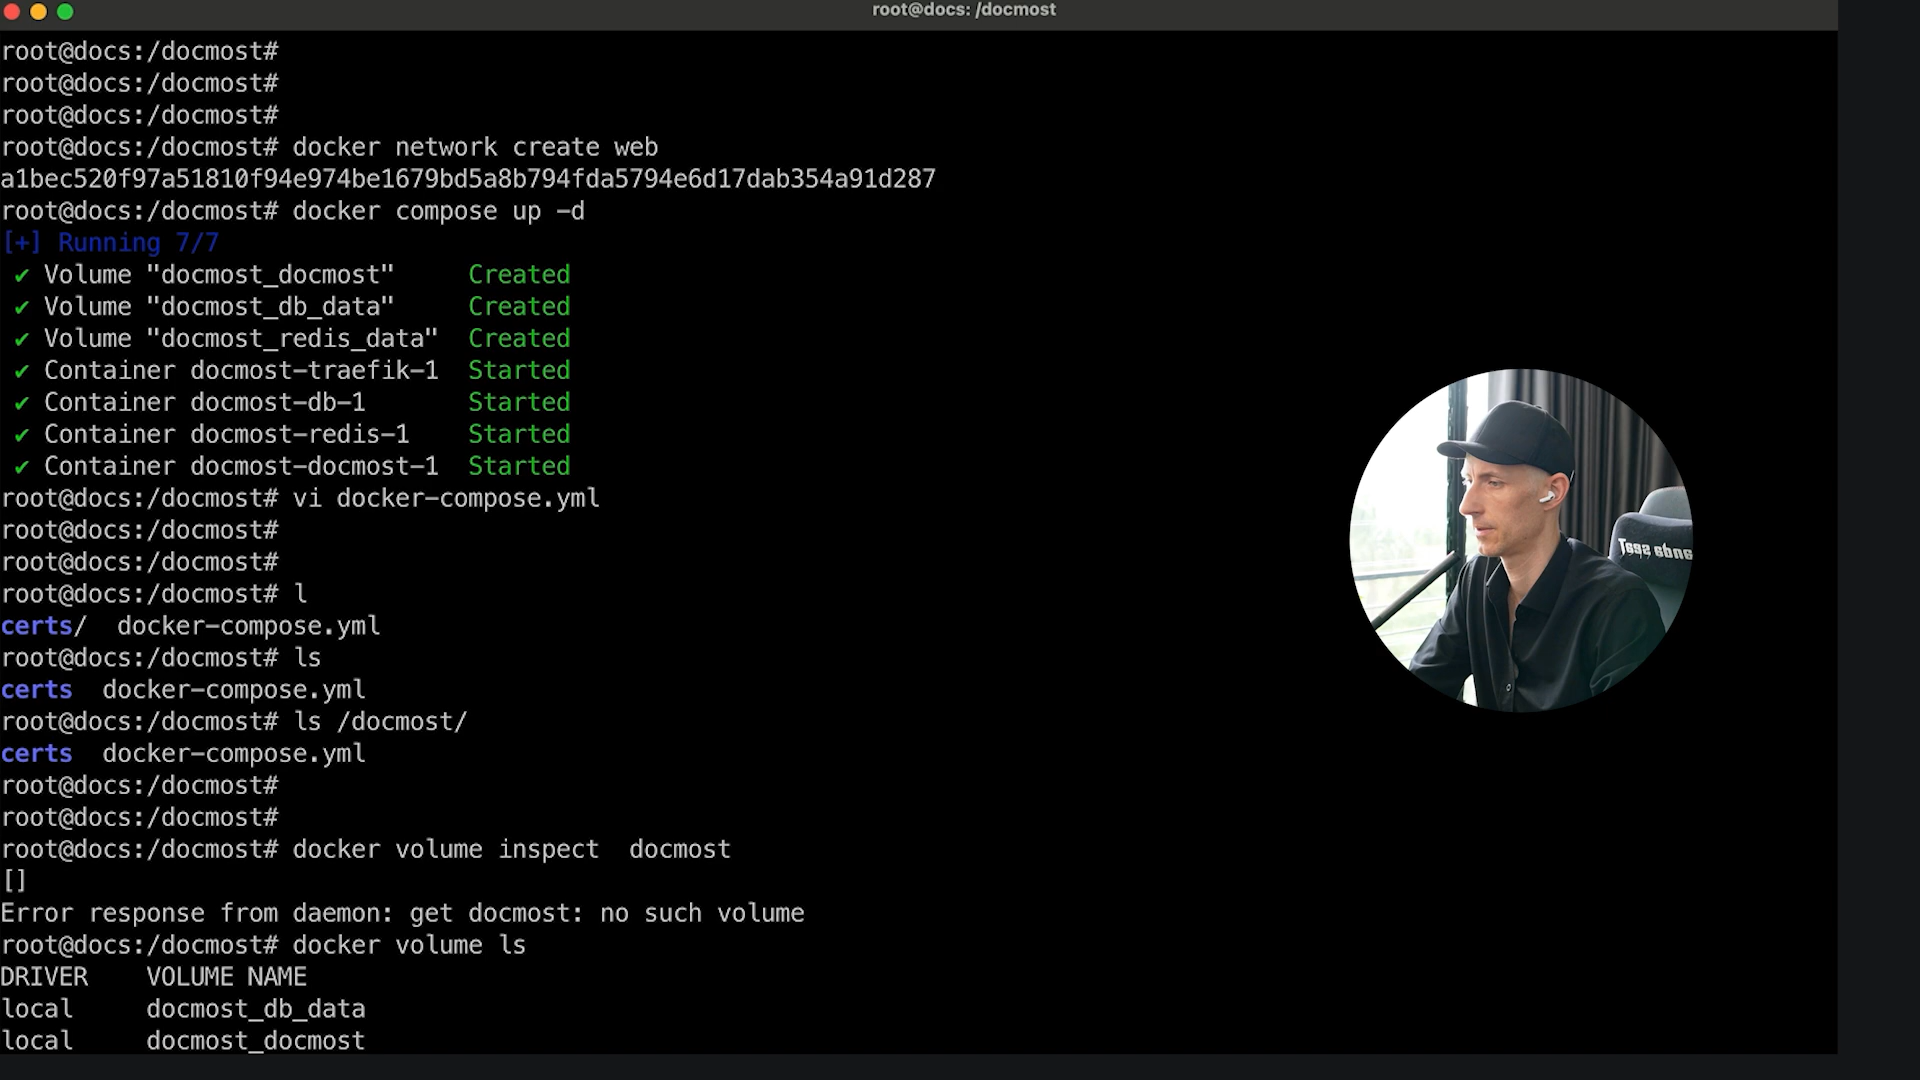 root@docs: /docmost
root@docs:/docmost#
root@docs:/docmost#
root@docs:/docmost#
root@docs:/docmost# docker network create web
a1bec520f97a51810f94e974be1679bd5a8b794fda5794e6d17dab354a91d287
root@docs:/docmost# docker compose up -d
[+] Running 7/7
✔ Volume "docmost_docmost" Created
✔ Volume "docmost_db_data" Created
✔ Volume "docmost_redis_data" Created
✔ Container docmost-traefik-1 Started
✔ Container docmost-db-1 Started
✔ Container docmost-redis-1 Started
✔ Container docmost-docmost-1 Started
root@docs:/docmost# vi docker-compose.yml
root@docs:/docmost#
root@docs:/docmost#
root@docs:/docmost# l
certs/ docker-compose.yml
root@docs:/docmost# ls
certs docker-compose.yml
root@docs:/docmost# ls /docmost/
certs docker-compose.yml
root@docs:/docmost#
root@docs:/docmost#
root@docs:/docmost# docker volume inspect  docmost
[]
Error response from daemon: get docmost: no such volume
root@docs:/docmost# docker volume ls
DRIVER VOLUME NAME
local docmost_db_data
local docmost_docmost